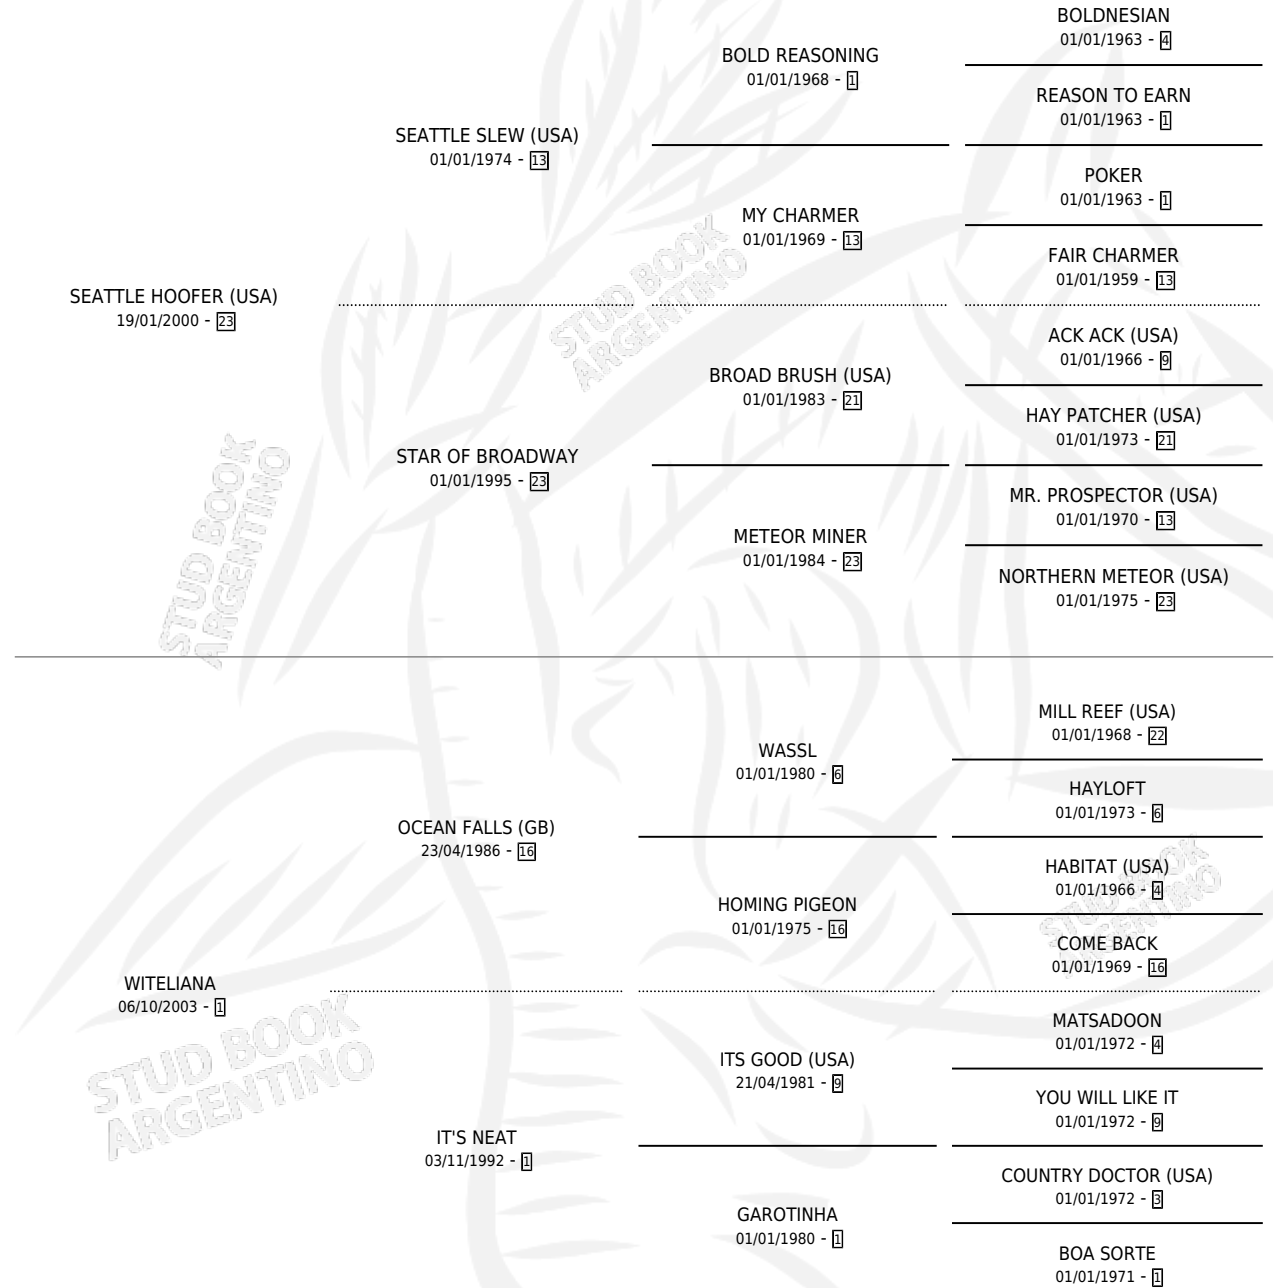 BOLDNESIAN
01/01/1963 - 4
BOLD REASONING
01/01/1968 - 1
REASON TO EARN
01/01/1963 - 1
SEATTLE SLEW (USA)
01/01/1974 - 13
POKER
01/01/1963 - 1
MY CHARMER
01/01/1969 - 13
FAIR CHARMER
01/01/1959 - 13
SEATTLE HOOFER (USA)
19/01/2000 - 23
ACK ACK (USA)
01/01/1966 - 9
BROAD BRUSH (USA)
01/01/1983 - 21
HAY PATCHER (USA)
01/01/1973 - 21
STAR OF BROADWAY
01/01/1995 - 23
MR. PROSPECTOR (USA)
01/01/1970 - 13
METEOR MINER
01/01/1984 - 23
NORTHERN METEOR (USA)
01/01/1975 - 23
MILL REEF (USA)
01/01/1968 - 22
WASSL
01/01/1980 - 6
HAYLOFT
01/01/1973 - 6
OCEAN FALLS (GB)
23/04/1986 - 16
HABITAT (USA)
01/01/1966 - 4
HOMING PIGEON
01/01/1975 - 16
COME BACK
01/01/1969 - 16
WITELIANA
06/10/2003 - 1
MATSADOON
01/01/1972 - 4
ITS GOOD (USA)
21/04/1981 - 9
YOU WILL LIKE IT
01/01/1972 - 9
IT'S NEAT
03/11/1992 - 1
COUNTRY DOCTOR (USA)
01/01/1972 - 3
GAROTINHA
01/01/1980 - 1
BOA SORTE
01/01/1971 - 1
STUD BOOK
ARGENTINO
STUD BOOK
ARGENTINO
STUD BOOK
ARGENTINO
STUD BOOK
ARGENTINO